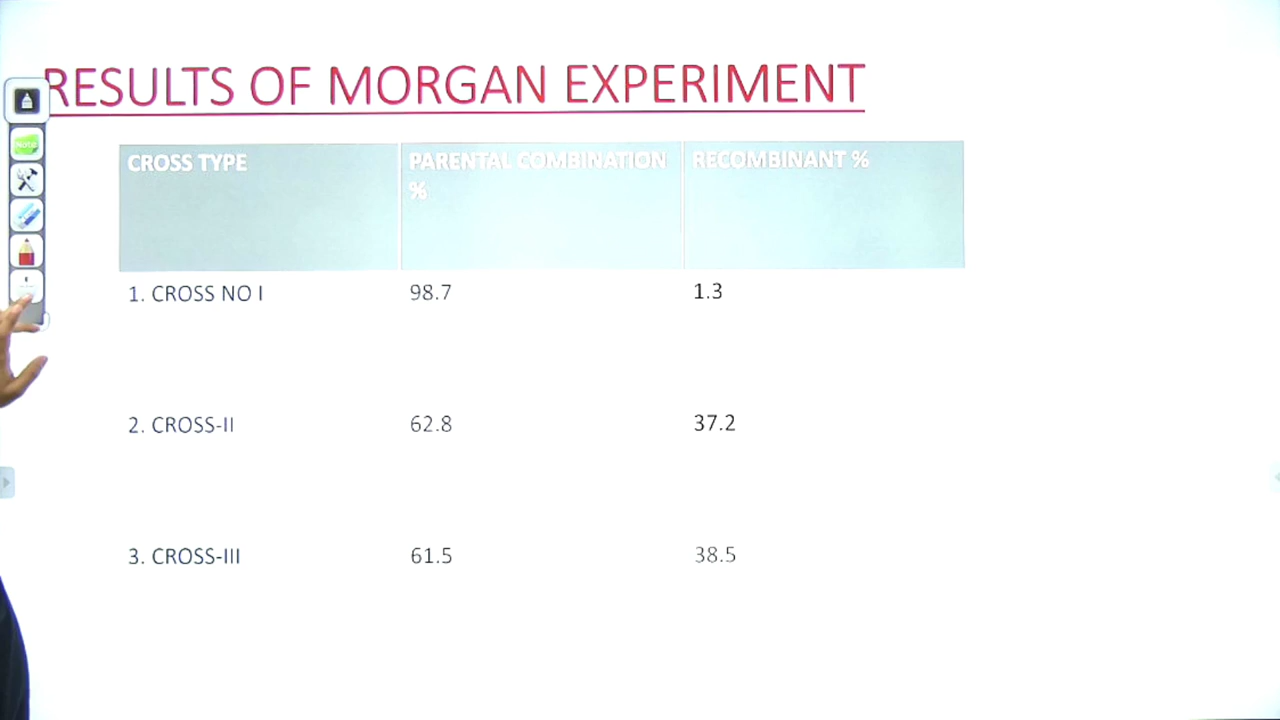 RESULTS OF MORGAN EXPERIMENT
CROSS TYPE
PARENTAL COMBINATION
%
RECOMBINANT %
1. CROSS NO I
98.7
1.3
2. CROSS-II
62.8
37.2
3. CROSS-III
61.5
38.5
Note